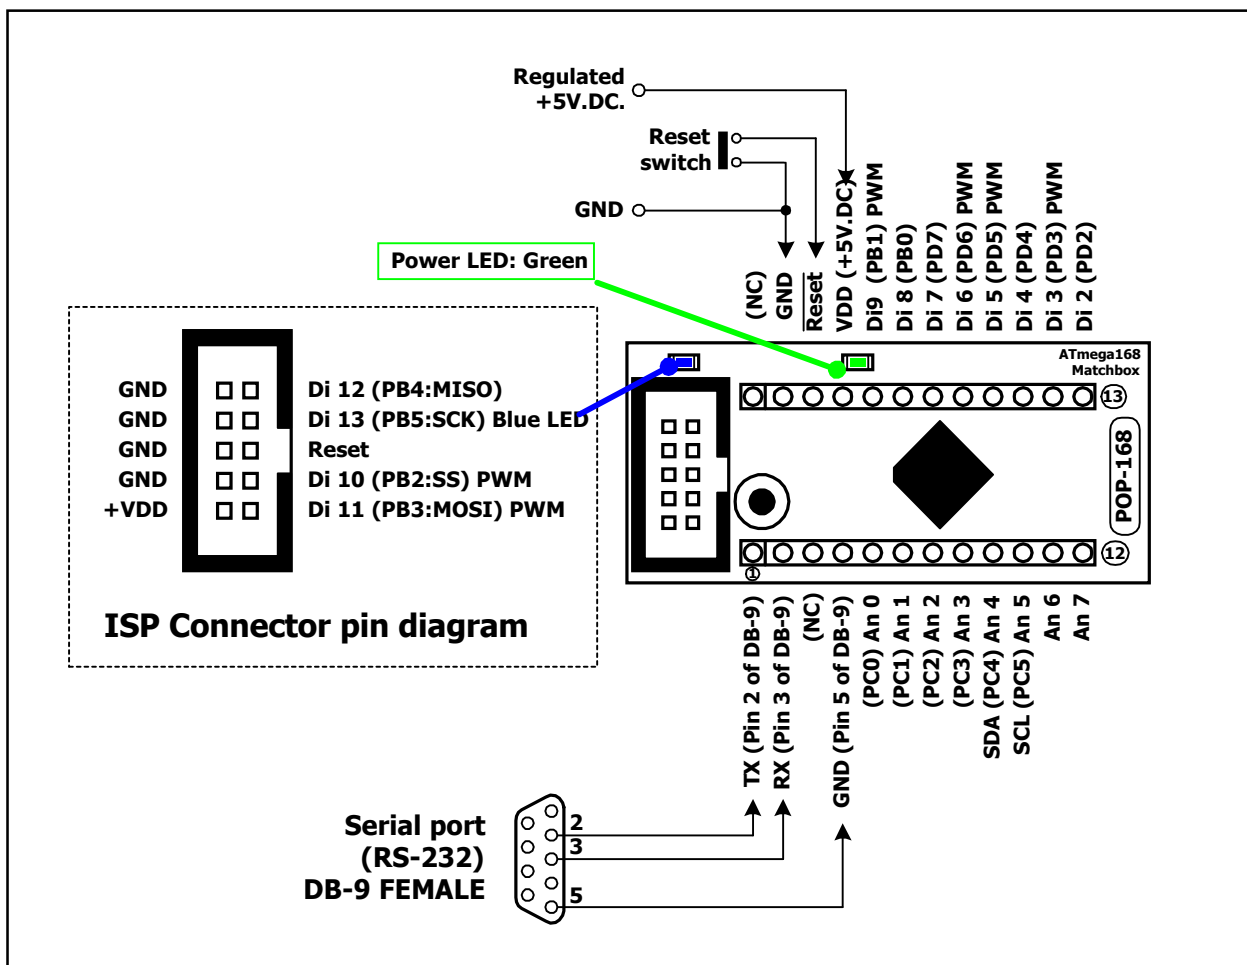 Regulated
+5V.DC.
Reset
switch
GND
Power LED: Green
(NC)
GND
Reset
VDD (+5V.DC)
Di9 (PB1) PWM
Di 8 (PB0)
Di 7 (PD7)
Di 6 (PD6) PWM
Di 5 (PD5) PWM
Di 4 (PD4)
Di 3 (PD3) PWM
Di 2 (PD2)
GND Di 12 (PB4:MISO)
GND Di 13 (PB5:SCK) Blue LED
GND Reset
GND Di 10 (PB2:SS) PWM
+VDD Di 11 (PB3:MOSI) PWM
ISP Connector pin diagram
ATmega168
Matchbox
13
POP-168
12
1
TX (Pin 2 of DB-9)
RX (Pin 3 of DB-9)
(NC)
GND (Pin 5 of DB-9)
(PC0) An 0
(PC1) An 1
(PC2) An 2
(PC3) An 3
SDA (PC4) An 4
SCL (PC5) An 5
An 6
An 7
Serial port
(RS-232)
DB-9 FEMALE
2
3
5